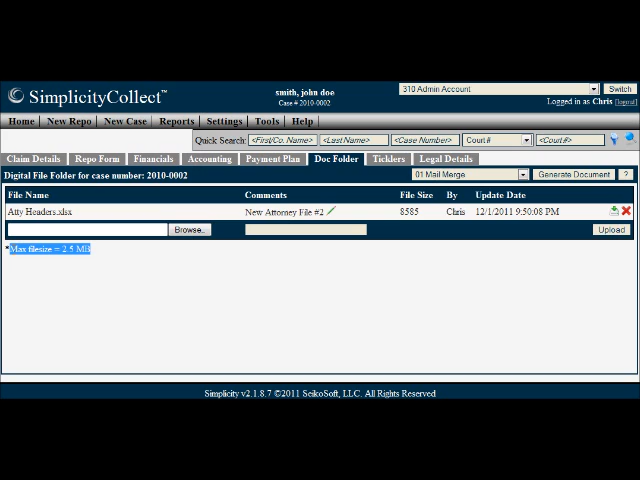 SimplicityCollect™
smith, john doe
Case # 2010-0002
310 Admin Account
Switch
Logged in as Chris [logout]
Home New Repo New Case Reports Settings Tools Help
Quick Search: <First/Co. Name> <Last Name> <Case Number> Court # <Court #>
Claim Details Repo Form Financials Accounting Payment Plan Doc Folder Ticklers Legal Details
Digital File Folder for case number: 2010-0002
01 Mail Merge
Generate Document
?
File Name Comments File Size By Update Date
Atty Headers.xlsx New Attorney File #2 8585 Chris 12/1/2011 9:50:08 PM
Browse.. Upload
*Max filesize = 2.5 MB
Simplicity v2.1.8.7 ©2011 SeikoSoft, LLC. All Rights Reserved